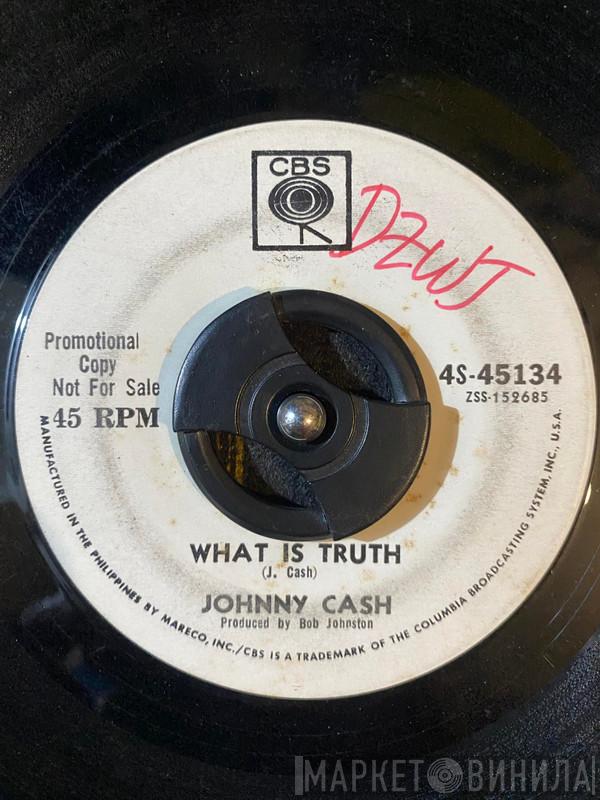 CBS
DZWT
Promotional
Copy
Not For Sale
45 RPM
4S-45134
ZSS-152685
WHAT IS TRUTH
(J. Cash)
JOHNNY CASH
Produced by Bob Johnston
MANUFACTURED IN THE PHILIPPINES BY MARECO, INC./CBS IS A TRADEMARK OF THE COLUMBIA BROADCASTING SYSTEM, INC., U.S.A.
МАРКЕТ ВИНИЛА